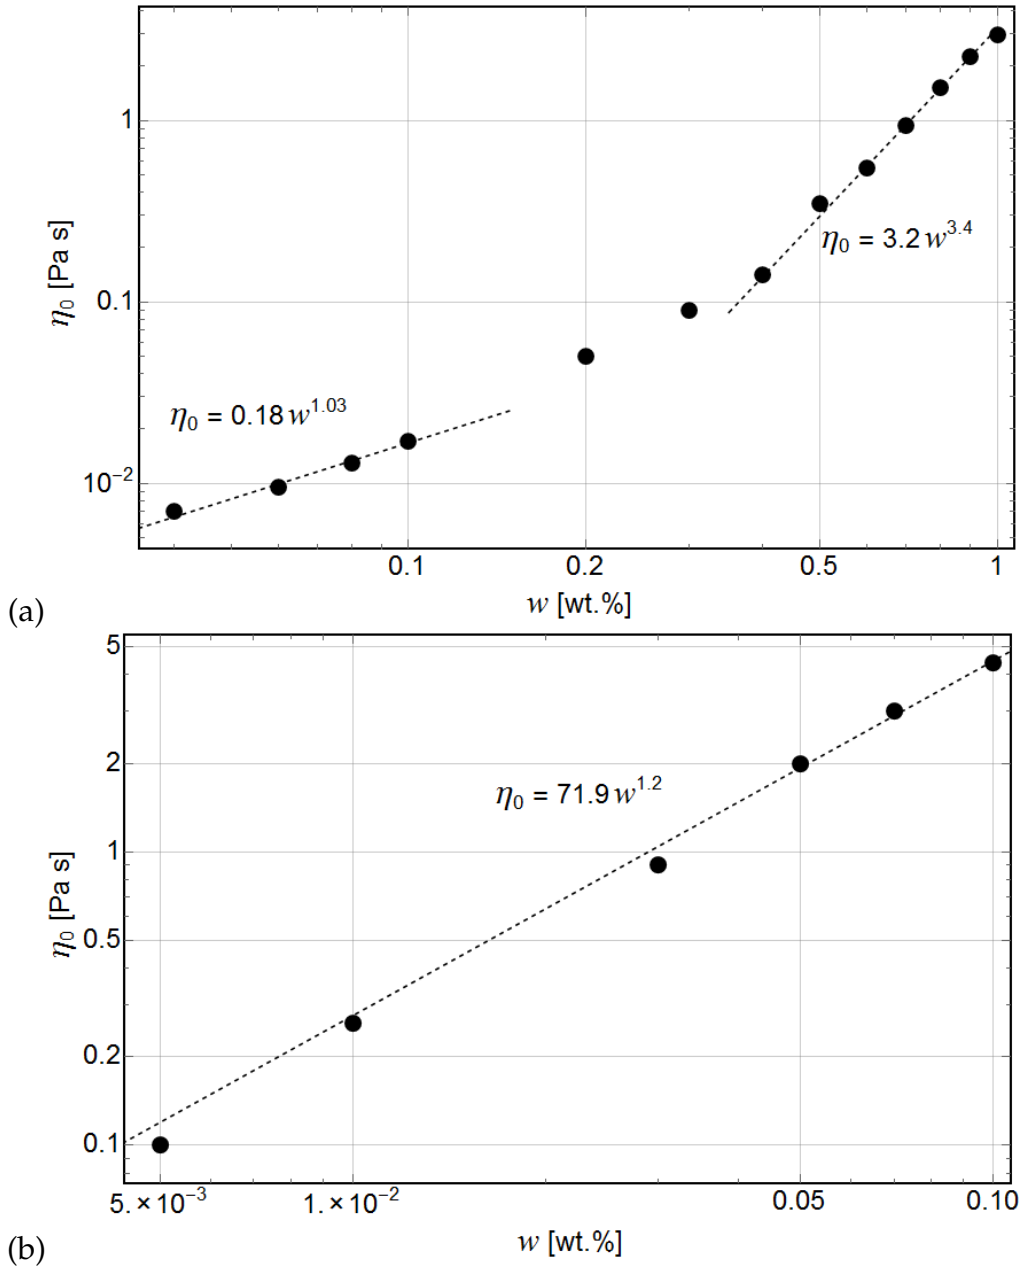 1
0.1
10⁻²
η₀ [Pa s]
η₀ = 3.2 w³·⁴
η₀ = 0.18 w¹·⁰³
0.1 0.2 0.5 1
w [wt.%]
(a)
5
2
1
0.5
0.2
0.1
η₀ [Pa s]
η₀ = 71.9 w¹·²
5.×10⁻³ 1.×10⁻² 0.05 0.10
w [wt.%]
(b)